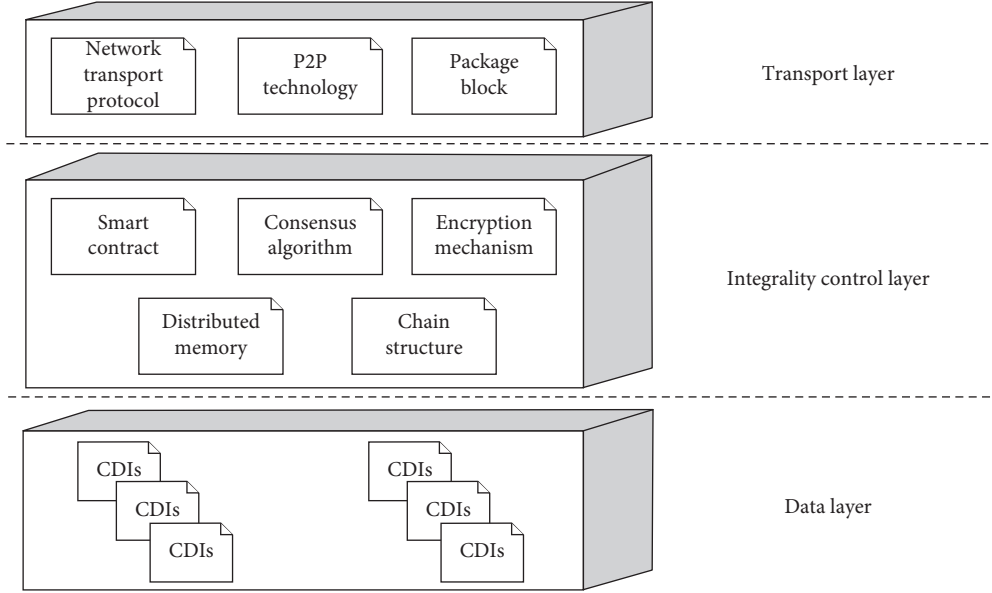 Network
transport
protocol
P2P
technology
Package
block
Transport layer
Smart
contract
Consensus
algorithm
Encryption
mechanism
Distributed
memory
Chain
structure
Integrality control layer
CDIs
CDIs
CDIs
CDIs
CDIs
CDIs
Data layer